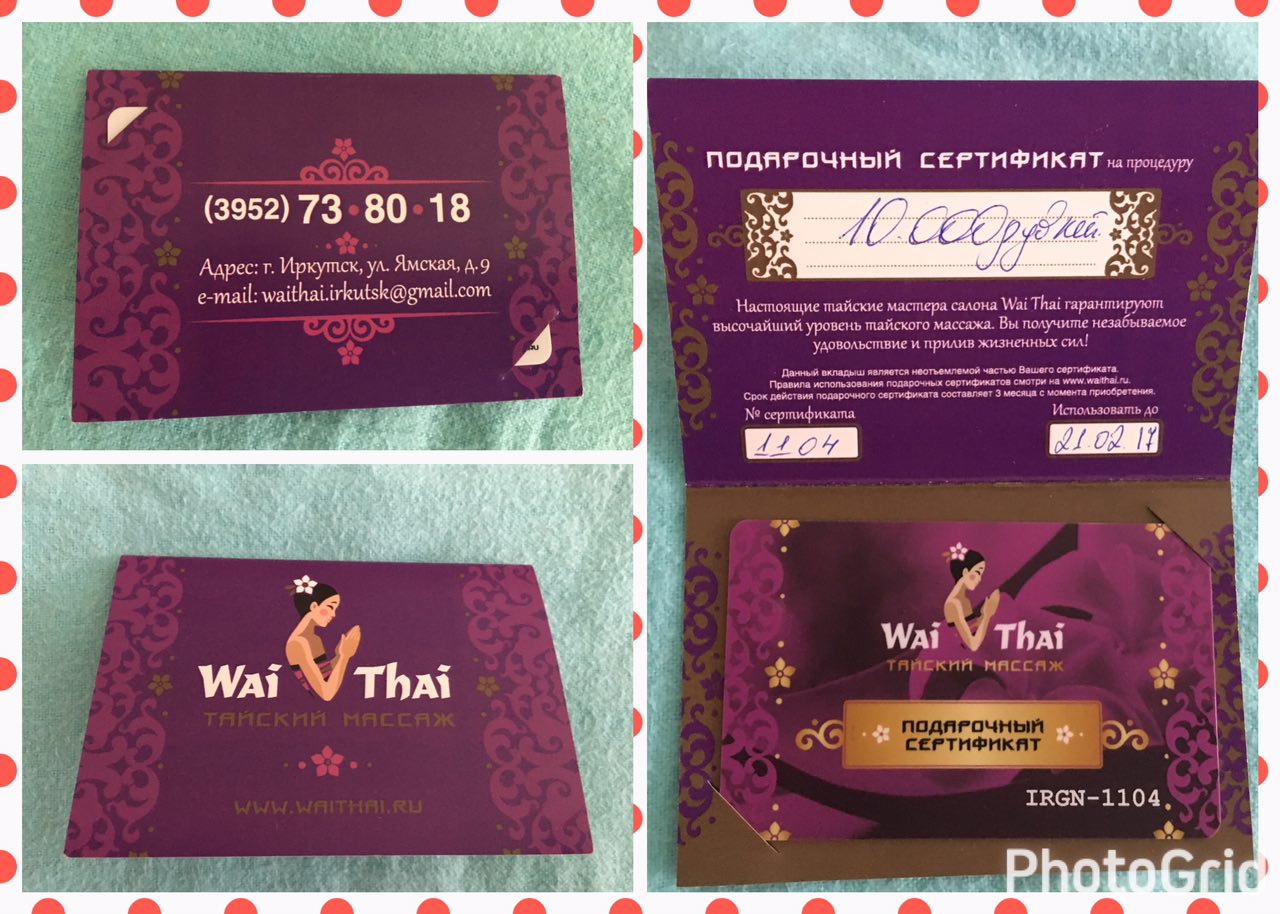 (3952) 73•80•18
Адрес: г. Иркутск, ул. Ямская, д.9
e-mail: waithai.irkutsk@gmail.com
Wai Thai
ТАЙСКИЙ МАССАЖ
WWW.WAITHAI.RU
ПОДАРОЧНЫЙ СЕРТИФИКАТ на процедуру
10.000 рублей
Настоящие тайские мастера салона Wai Thai гарантируют
высочайший уровень тайского массажа. Вы получите незабываемое
удовольствие и прилив жизненных сил!
Данный вкладыш является неотъемлемой частью Вашего сертификата.
Правила использования подарочных сертификатов смотри на www.waithai.ru.
Срок действия подарочного сертификата составляет 3 месяца с момента приобретения.
№ сертификата Использовать до
1104 21.02.17
Wai Thai
ТАЙСКИЙ МАССАЖ
ПОДАРОЧНЫЙ
СЕРТИФИКАТ
IRGN-1104
PhotoGrid